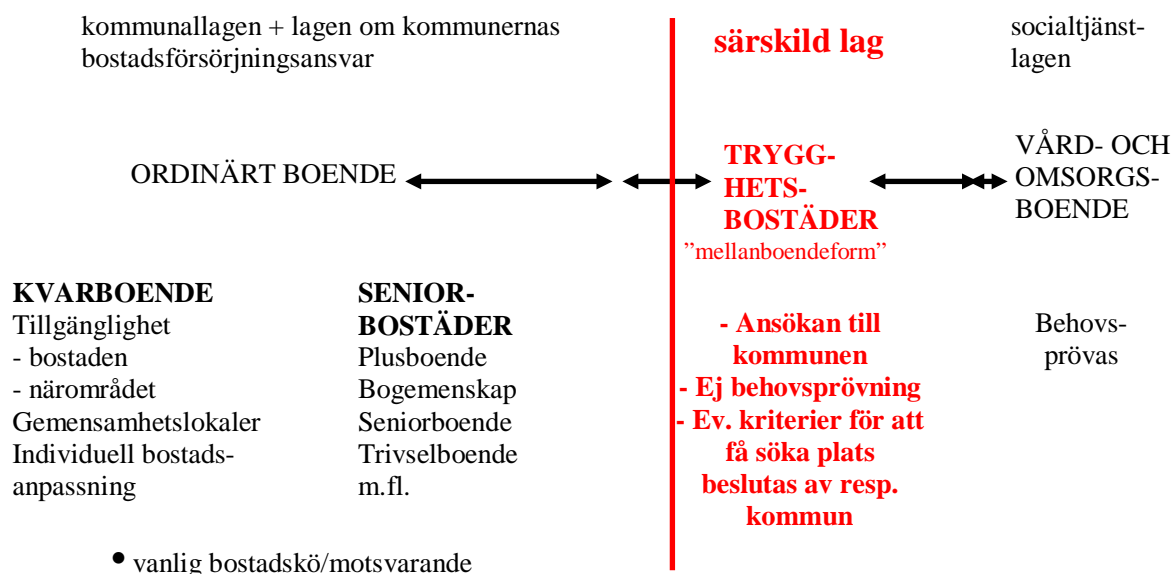 kommunallagen + lagen om kommunernas
bostadsförsörjningsansvar
särskild lag
socialtjänst-
lagen
ORDINÄRT BOENDE
TRYGG-
HETS-
BOSTÄDER
”mellanboendeform”
VÅRD- OCH
OMSORGS-
BOENDE
KVARBOENDE
Tillgänglighet
- bostaden
- närområdet
Gemensamhetslokaler
Individuell bostads-
anpassning
SENIOR-
BOSTÄDER
Plusboende
Bogemenskap
Seniorboende
Trivselboende
m.fl.
- Ansökan till
kommunen
- Ej behovsprövning
- Ev. kriterier för att
få söka plats
beslutas av resp.
kommun
Behovs-
prövas
• vanlig bostadskö/motsvarande